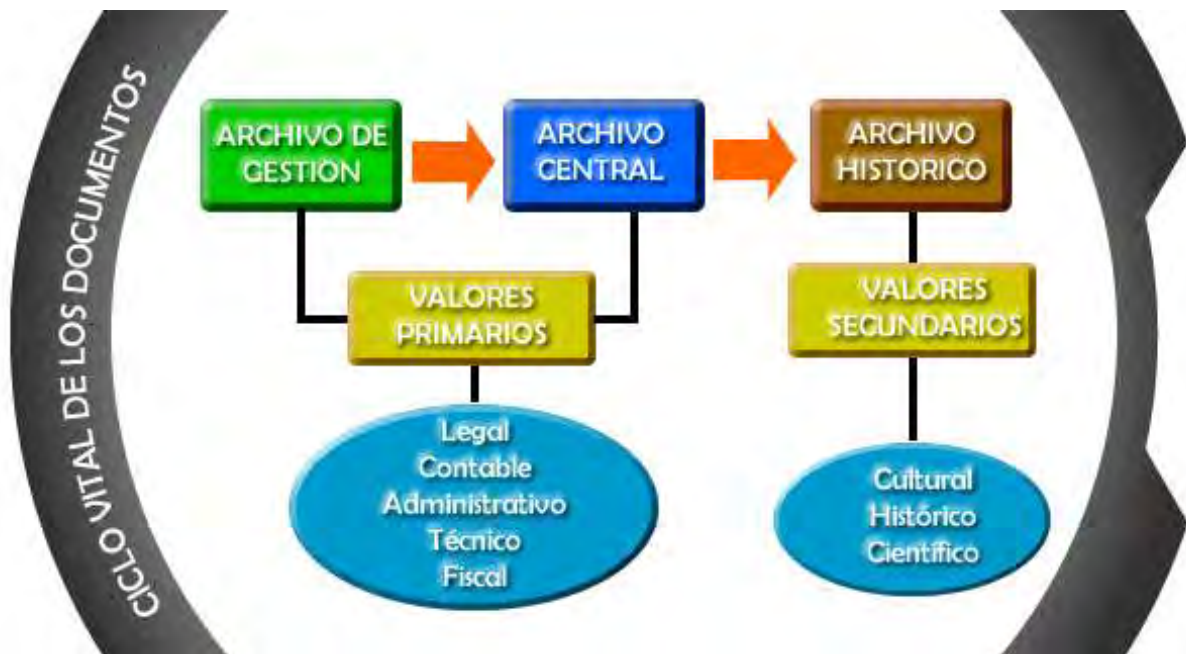 CICLO VITAL DE LOS DOCUMENTOS
ARCHIVO DE
GESTIÓN
ARCHIVO
CENTRAL
ARCHIVO
HISTORICO
VALORES
PRIMARIOS
VALORES
SECUNDARIOS
Legal
Contable
Administrativo
Técnico
Fiscal
Cultural
Histórico
Científico